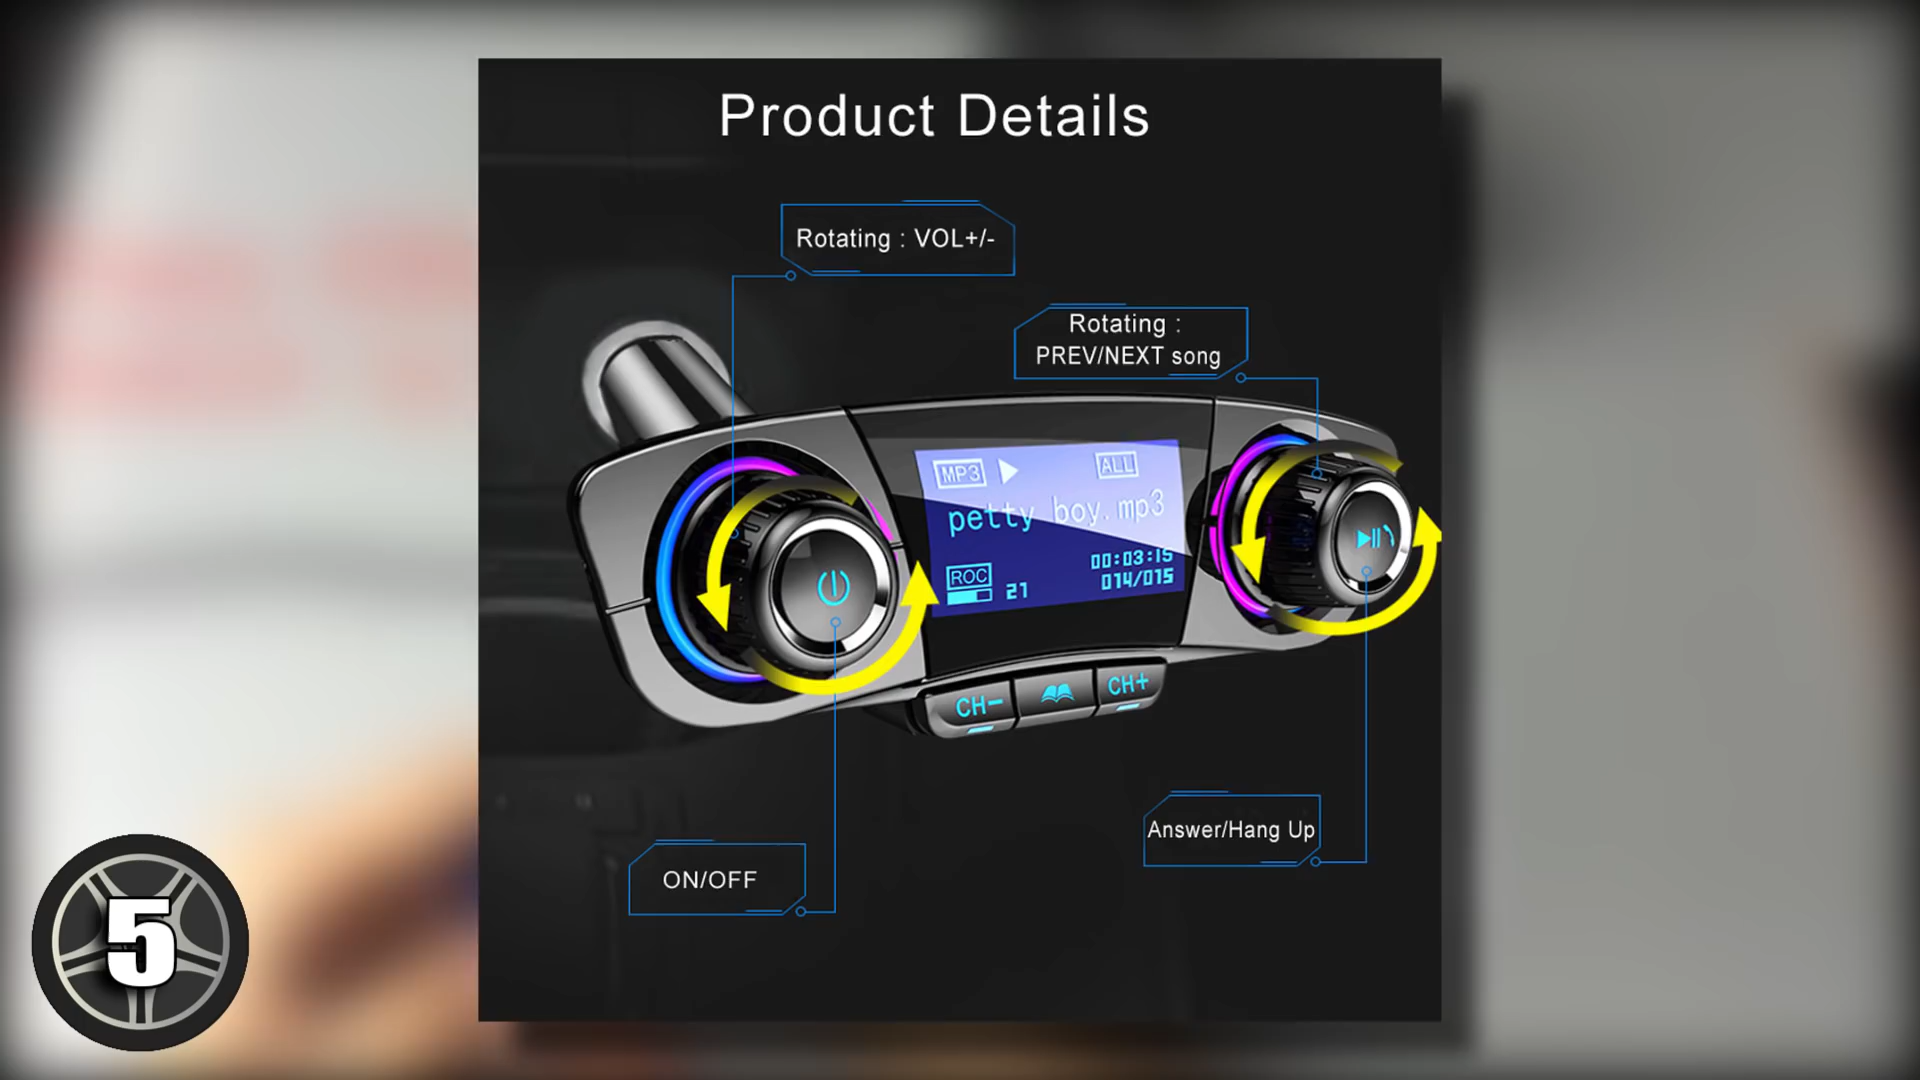 Product Details
Rotating : VOL+/-
Rotating :
PREV/NEXT song
MP3 ALL
petty boy.mp3
ROC 21
00:03:15
014/015
CH- CH+
Answer/Hang Up
ON/OFF
5